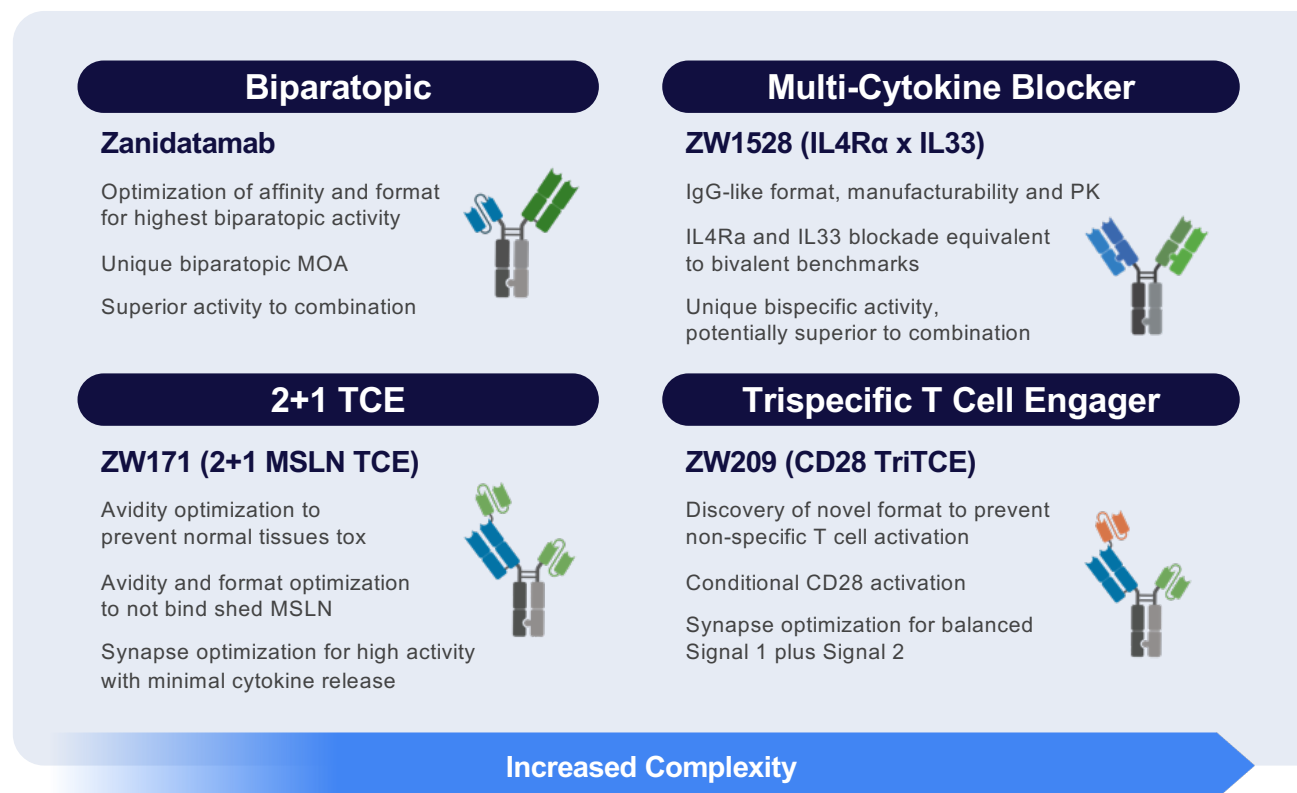 Biparatopic
Zanidatamab
Optimization of affinity and format
for highest biparatopic activity
Unique biparatopic MOA
Superior activity to combination
Multi-Cytokine Blocker
ZW1528 (IL4Rα x IL33)
IgG-like format, manufacturability and PK
IL4Ra and IL33 blockade equivalent
to bivalent benchmarks
Unique bispecific activity,
potentially superior to combination
2+1 TCE
ZW171 (2+1 MSLN TCE)
Avidity optimization to
prevent normal tissues tox
Avidity and format optimization
to not bind shed MSLN
Synapse optimization for high activity
with minimal cytokine release
Trispecific T Cell Engager
ZW209 (CD28 TriTCE)
Discovery of novel format to prevent
non-specific T cell activation
Conditional CD28 activation
Synapse optimization for balanced
Signal 1 plus Signal 2
Increased Complexity